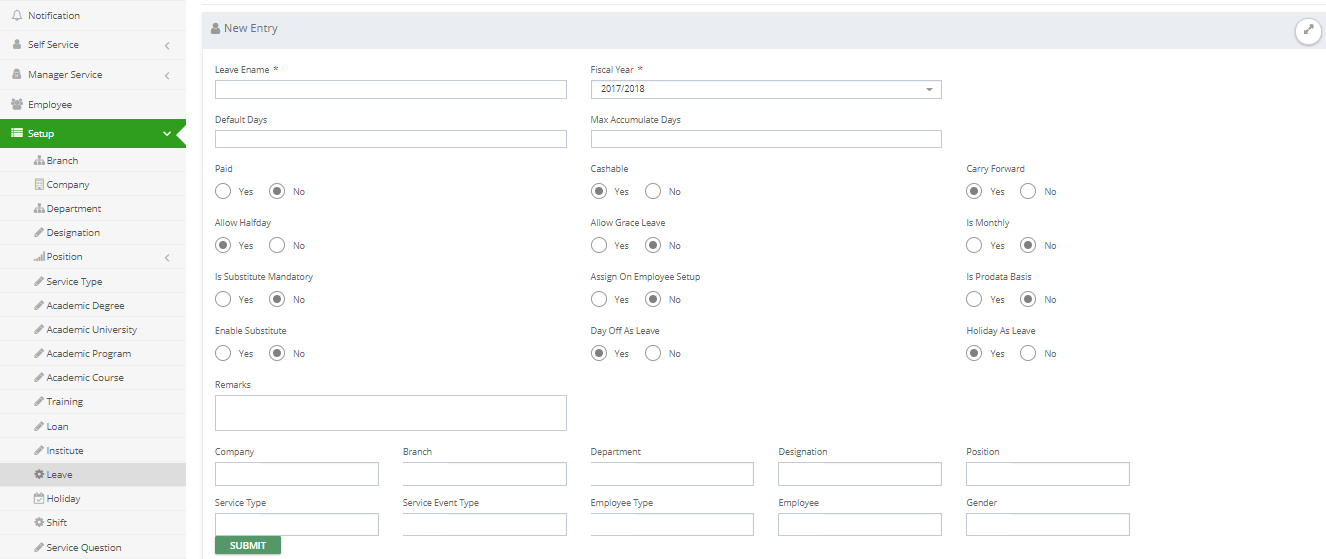 Notification
Self Service
Manager Service
Employee
Setup
Branch
Company
Department
Designation
Position
Service Type
Academic Degree
Academic University
Academic Program
Academic Course
Training
Loan
Institute
Leave
Holiday
Shift
Service Question
New Entry
Leave Ename * Fiscal Year *
2017/2018
Default Days Max Accumulate Days
Paid Cashable Carry Forward
Yes No Yes No Yes No
Allow Halfday Allow Grace Leave Is Monthly
Yes No Yes No Yes No
Is Substitute Mandatory Assign On Employee Setup Is Prodata Basis
Yes No Yes No Yes No
Enable Substitute Day Off As Leave Holiday As Leave
Yes No Yes No Yes No
Remarks
Company Branch Department Designation Position
Service Type Service Event Type Employee Type Employee Gender
SUBMIT